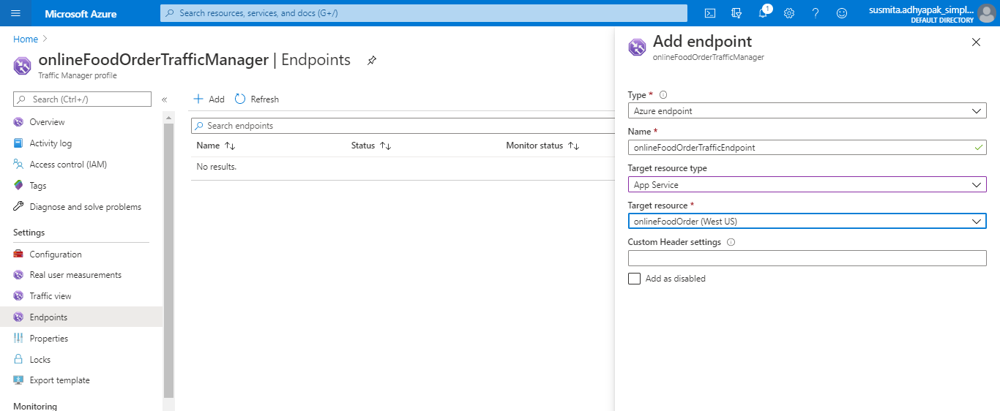 Microsoft Azure
Search resources, services, and docs (G+/)
1
susmita.adhyapak_simpl...
DEFAULT DIRECTORY
Home
onlineFoodOrderTrafficManager | Endpoints
Traffic Manager profile
Search (Ctrl+/)
«
Overview
Activity log
Access control (IAM)
Tags
Diagnose and solve problems
Settings
Configuration
Real user measurements
Traffic view
Endpoints
Properties
Locks
Export template
Monitoring
Add
Refresh
Search endpoints
Name Status Monitor status
No results.
Add endpoint
onlineFoodOrderTrafficManager
Type *
Azure endpoint
Name *
onlineFoodOrderTrafficEndpoint
Target resource type
App Service
Target resource *
onlineFoodOrder (West US)
Custom Header settings
Add as disabled